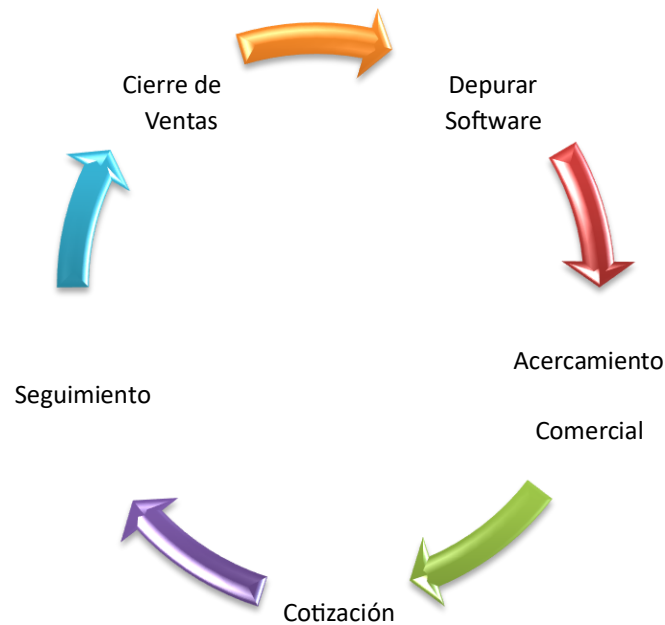 Cierre de
Ventas
Depurar
Software
Acercamiento
Comercial
Cotización
Seguimiento